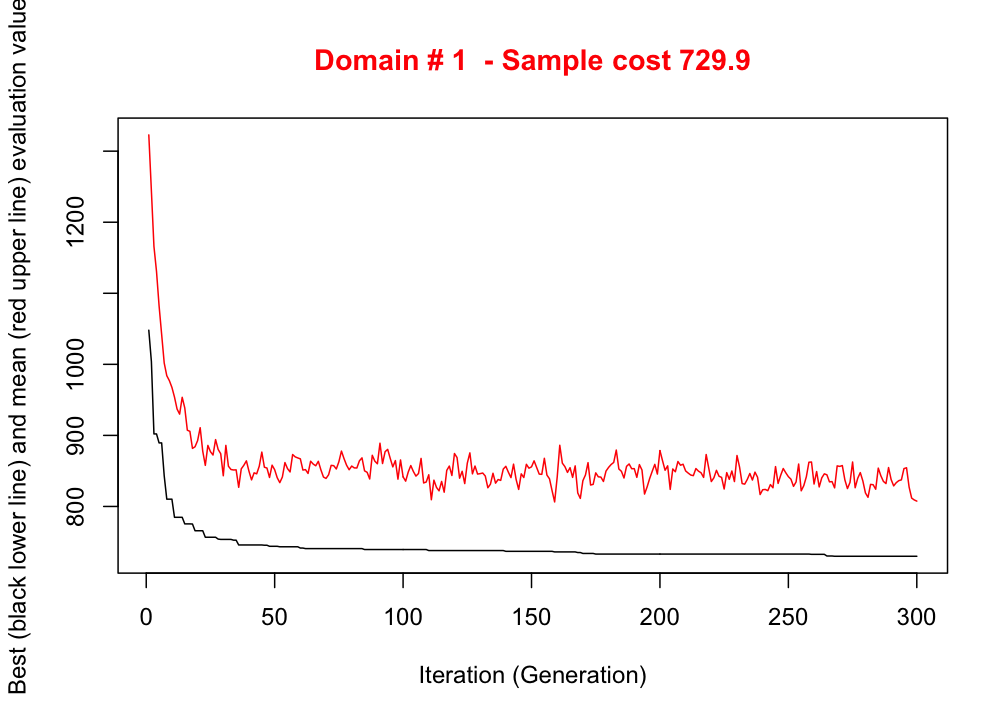 Domain # 1  - Sample cost 729.9
Best (black lower line) and mean (red upper line) evaluation value
1200
1000
900
800
0 50 100 150 200 250 300
Iteration (Generation)